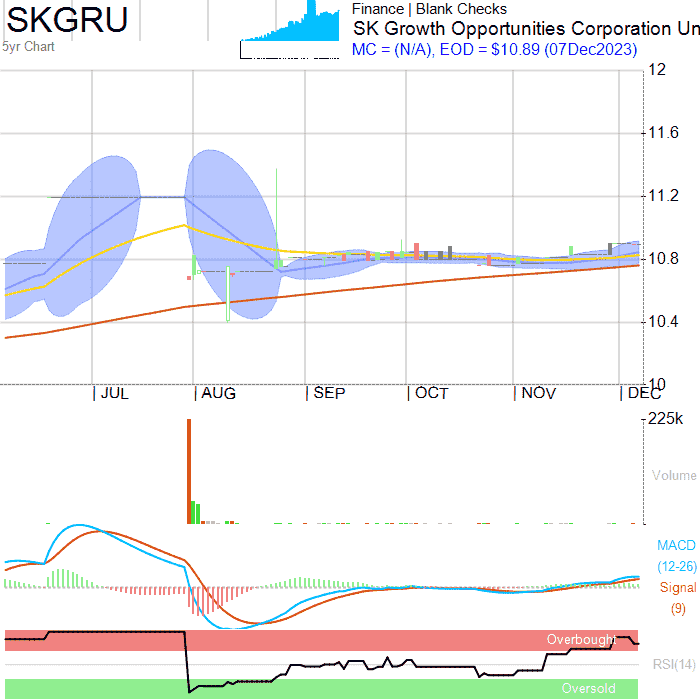 SKGRU
5yr Chart
Finance | Blank Checks
SK Growth Opportunities Corporation Un
MC = (N/A), EOD = $10.89 (07Dec2023)
12
11.6
11.2
10.8
10.4
10
JUL AUG SEP OCT NOV DEC
225k
Volume
MACD
(12-26)
Signal
(9)
Overbought
RSI(14)
Oversold